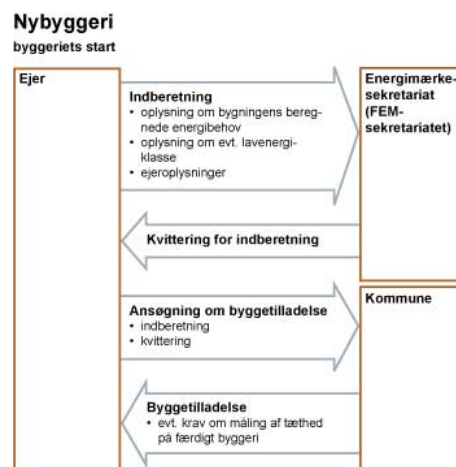 Nybyggeri
byggeriets start
Ejer
Indberetning
• oplysning om bygningens bereg-
nede energibehov
• oplysning om evt. lavenergi-
klasse
• ejeroplysninger
Energimærke-
sekretariat
(FEM-
sekretariatet)
Kvittering for indberetning
Ansøgning om byggetilladelse
• indberetning
• kvittering
Kommune
Byggetilladelse
• evt. krav om måling af tæthed
på færdigt byggeri